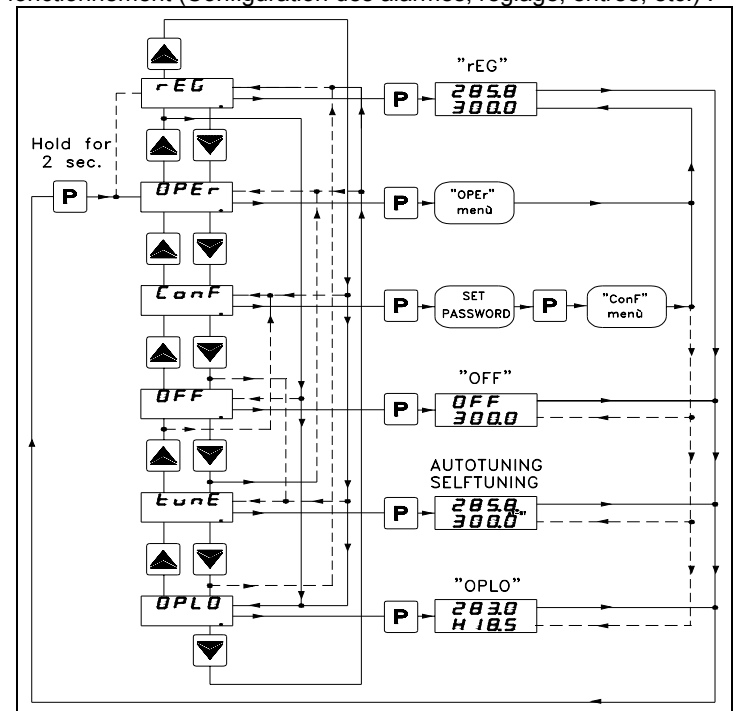 fonctionnement (Configuration des alarmes, réglage, entrée, etc.) :
"rEG"
rEG
P
285.8
300.0
Hold for
2 sec.
P
OPEr
P
"OPEr"
menù
ConF
P
SET
PASSWORD
P
"ConF"
menù
"OFF"
OFF
P
OFF
300.0
AUTOTUNING
SELFTUNING
tunE
P
285.8
300.0
"OPLO"
OPLO
P
283.0
H 18.5